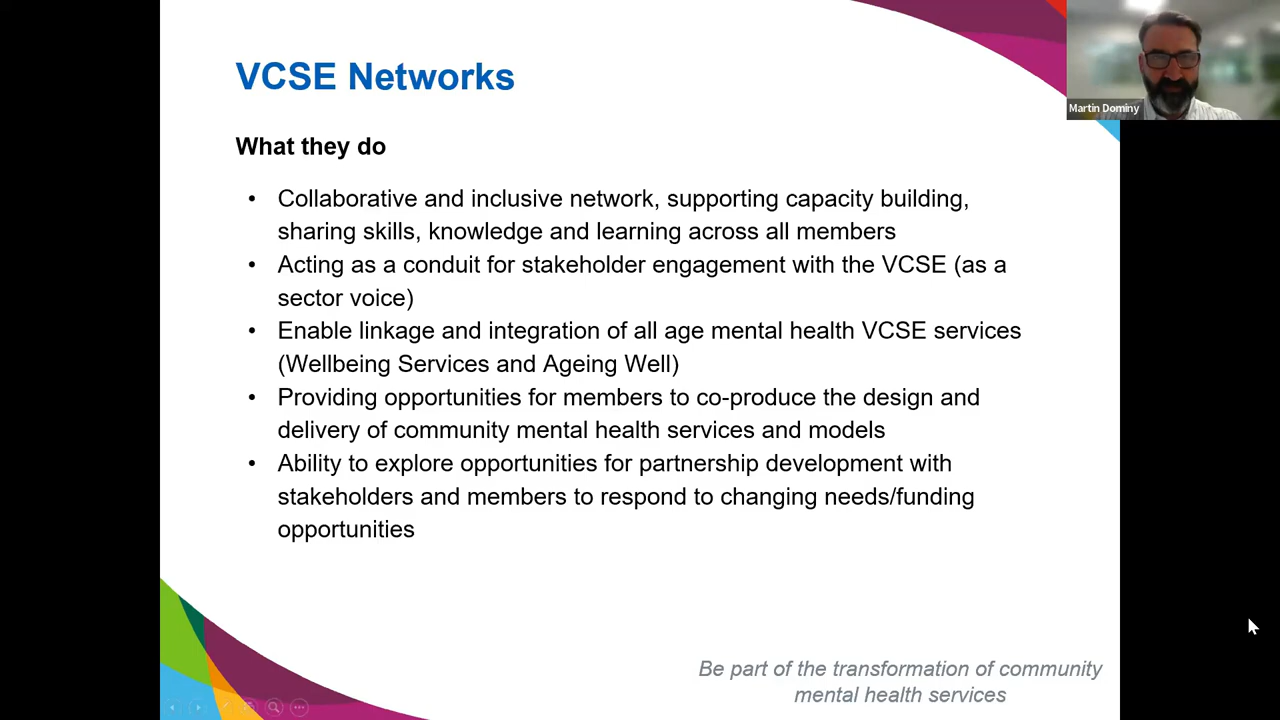 VCSE Networks
Martin Dominy
What they do
• Collaborative and inclusive network, supporting capacity building,
sharing skills, knowledge and learning across all members
• Acting as a conduit for stakeholder engagement with the VCSE (as a
sector voice)
• Enable linkage and integration of all age mental health VCSE services
(Wellbeing Services and Ageing Well)
• Providing opportunities for members to co-produce the design and
delivery of community mental health services and models
• Ability to explore opportunities for partnership development with
stakeholders and members to respond to changing needs/funding
opportunities
Be part of the transformation of community
mental health services